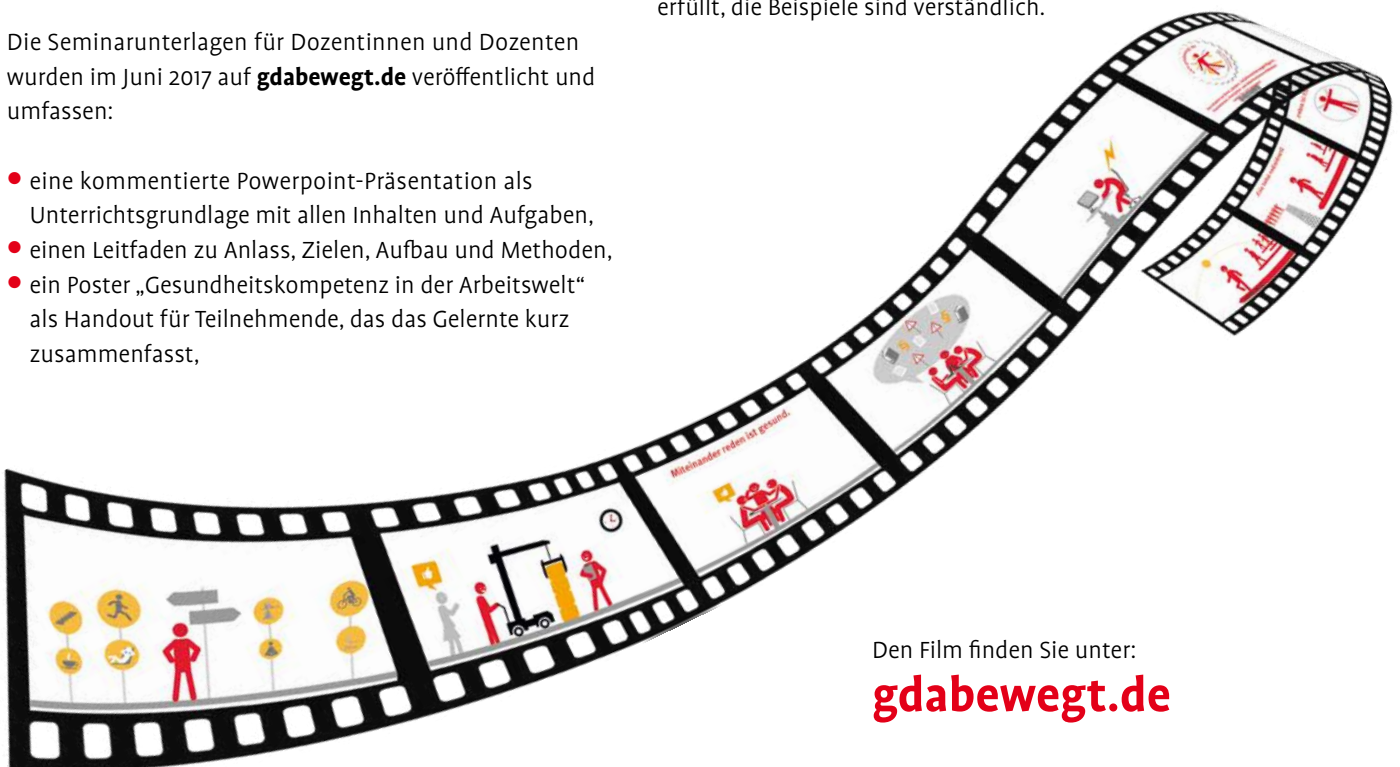 Die Seminarunterlagen für Dozentinnen und Dozenten
wurden im Juni 2017 auf gdabewegt.de veröffentlicht und
umfassen:
● eine kommentierte Powerpoint-Präsentation als
Unterrichtsgrundlage mit allen Inhalten und Aufgaben,
● einen Leitfaden zu Anlass, Zielen, Aufbau und Methoden,
● ein Poster „Gesundheitskompetenz in der Arbeitswelt“
als Handout für Teilnehmende, das das Gelernte kurz
zusammenfasst,
erfüllt, die Beispiele sind verständlich.
Miteinander reden ist gesund.
Den Film finden Sie unter:
gdabewegt.de